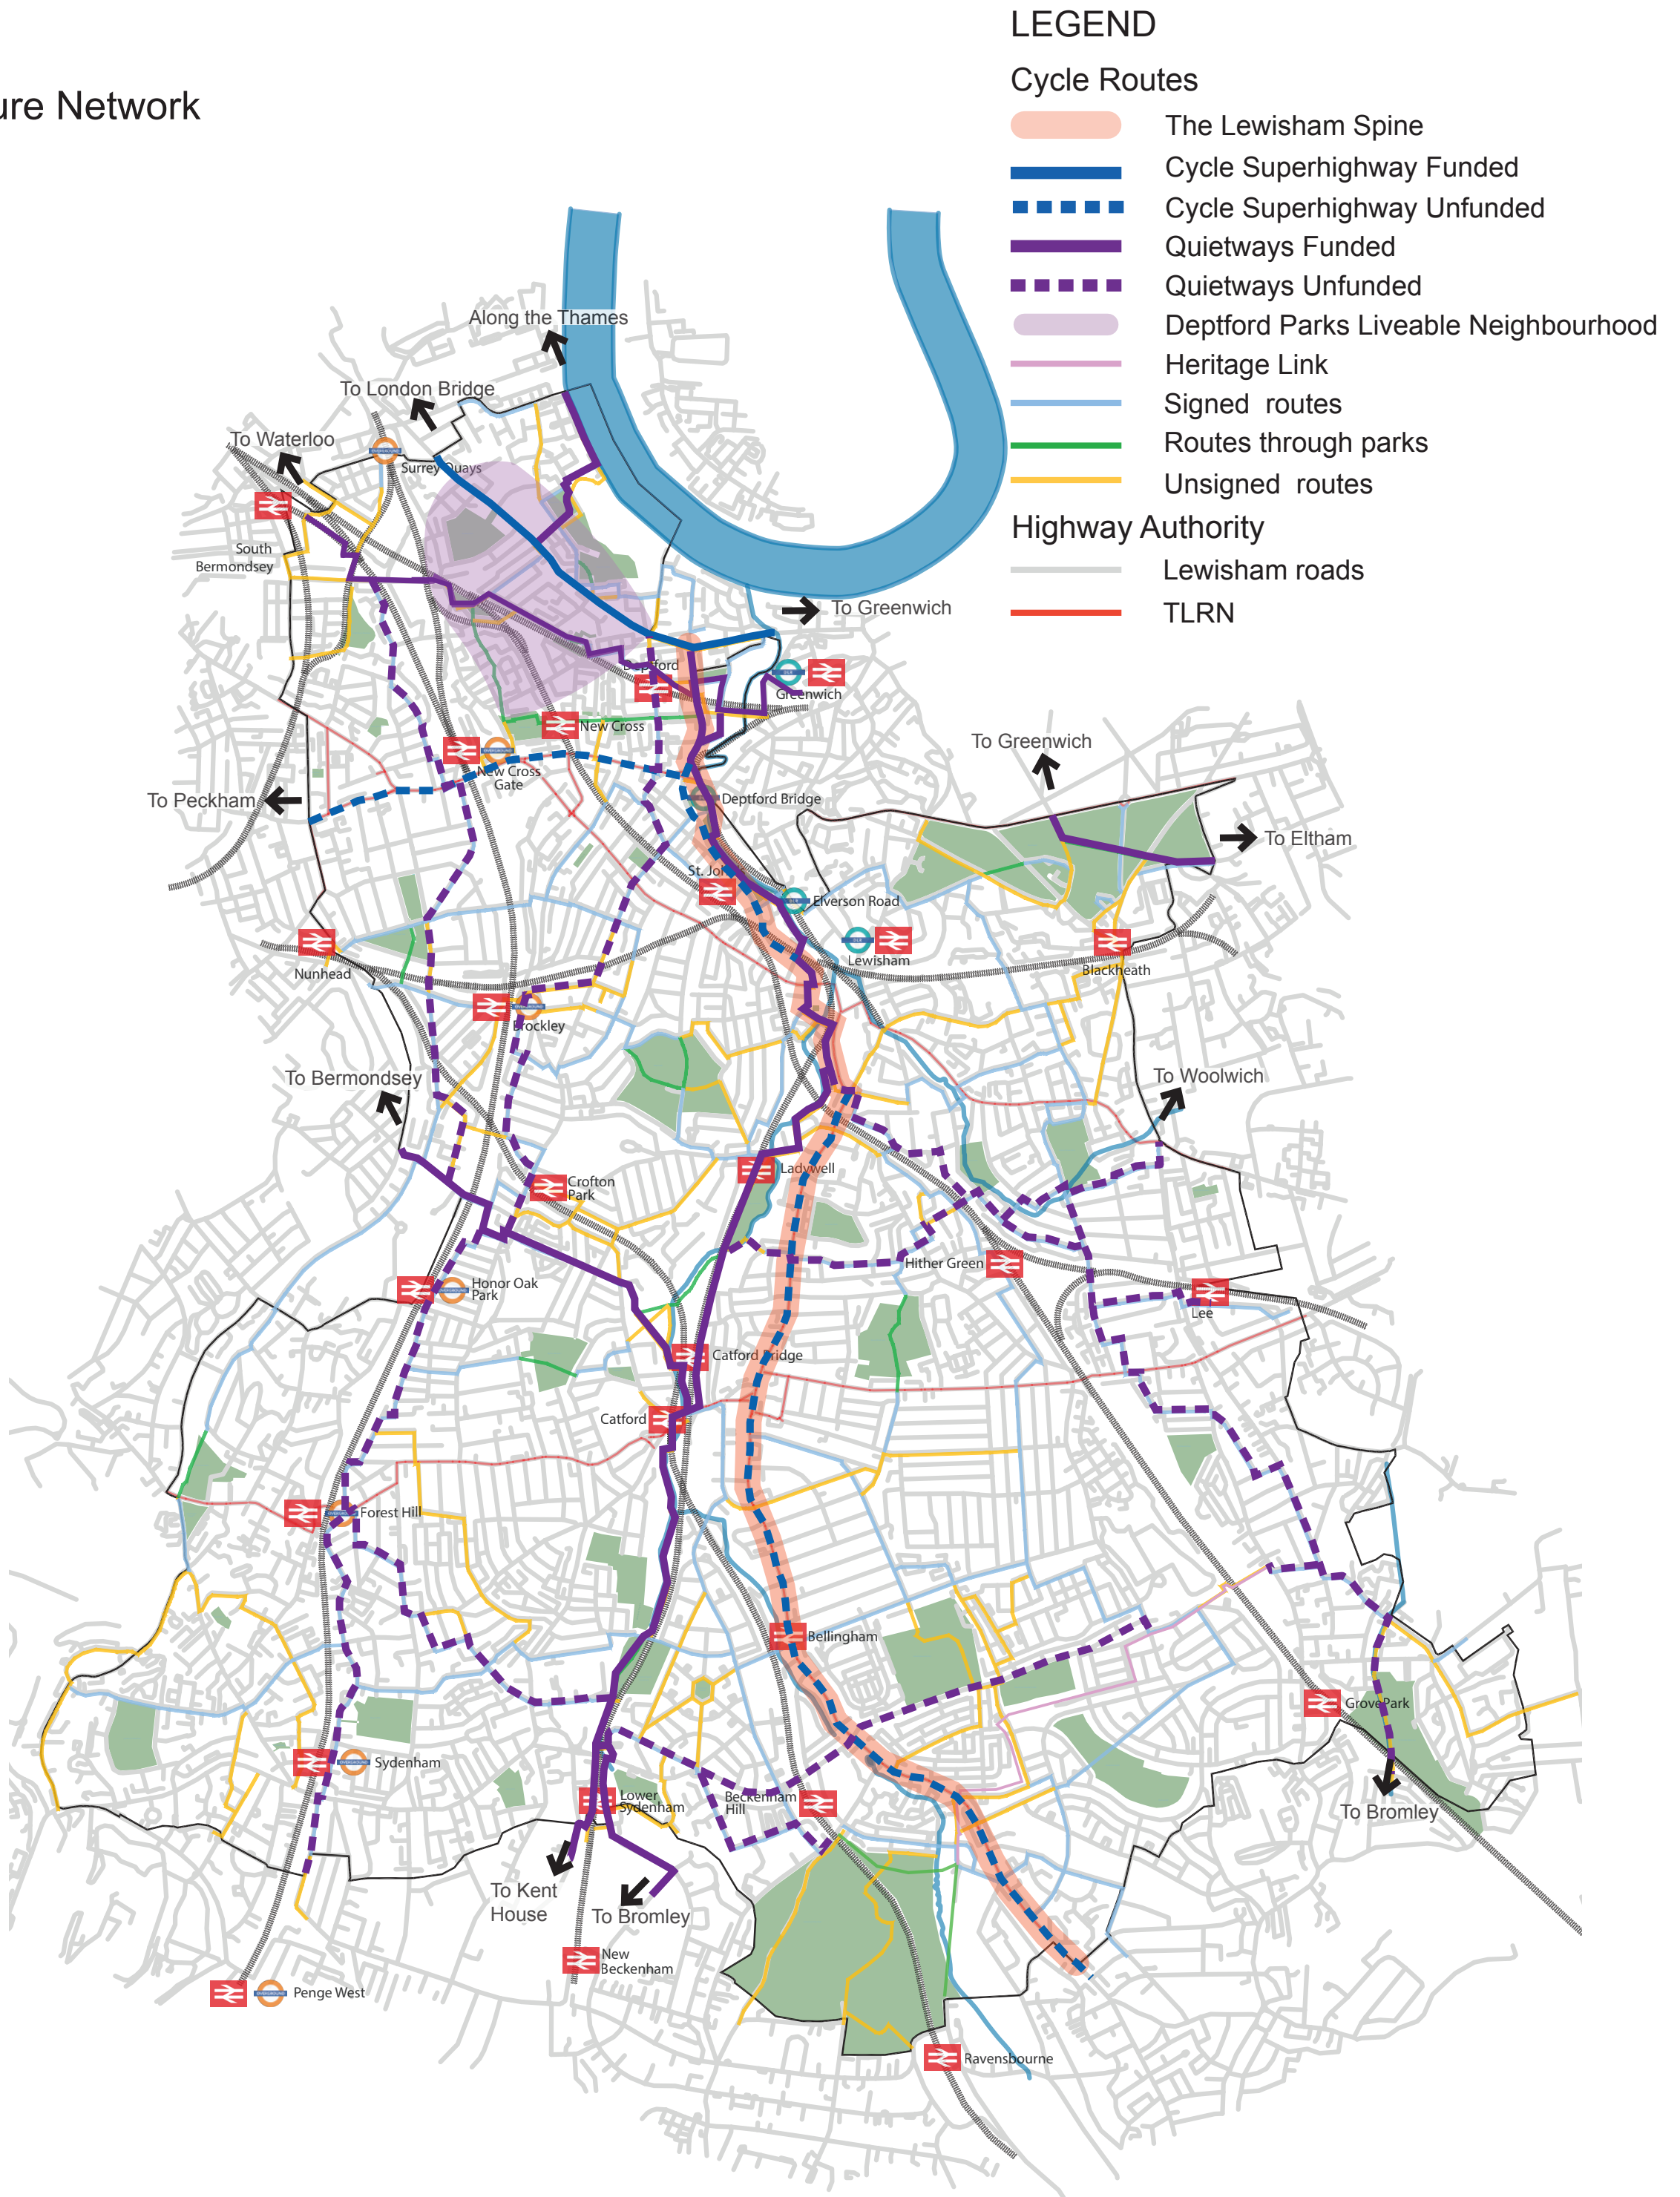 LEGEND
Cycle Routes
The Lewisham Spine
Cycle Superhighway Funded
Cycle Superhighway Unfunded
Quietways Funded
Quietways Unfunded
Deptford Parks Liveable Neighbourhood
Heritage Link
Signed routes
Routes through parks
Unsigned routes
Highway Authority
Lewisham roads
TLRN
ure Network
Along the Thames
To London Bridge
To Waterloo
Surrey Quays
South
Bermondsey
To Greenwich
Deptford
Greenwich
New Cross
New Cross
Gate
To Greenwich
To Peckham
Deptford Bridge
To Eltham
St. Joh
Elverson Road
Lewisham
Nunhead
Blackheath
Brockley
To Bermondsey
To Woolwich
Ladywell
Crofton
Park
Hither Green
Honor Oak
Park
Lee
Catford Bridge
Catford
Forest Hill
Bellingham
Grove Park
Sydenham
Lower
Sydenham
Beckenham
Hill
To Bromley
To Kent
House
To Bromley
New
Beckenham
Penge West
Ravensbourne